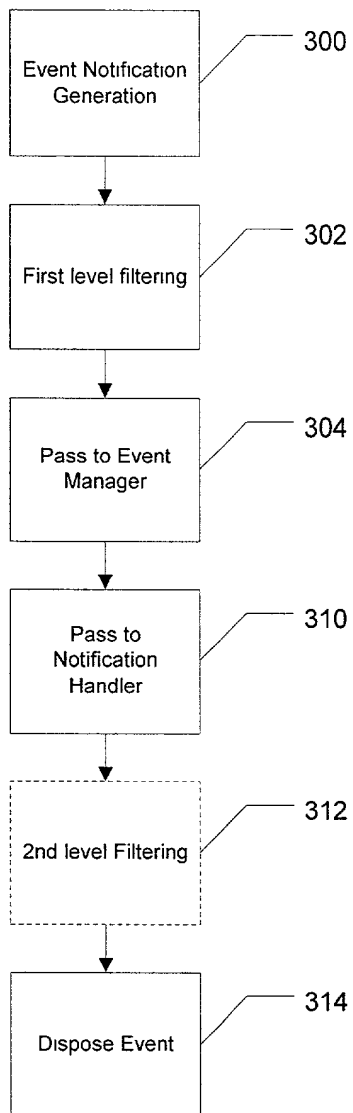 Event Notification
Generation
300
First level filtering
302
Pass to Event
Manager
304
Pass to
Notification
Handler
310
2nd level Filtering
312
Dispose Event
314